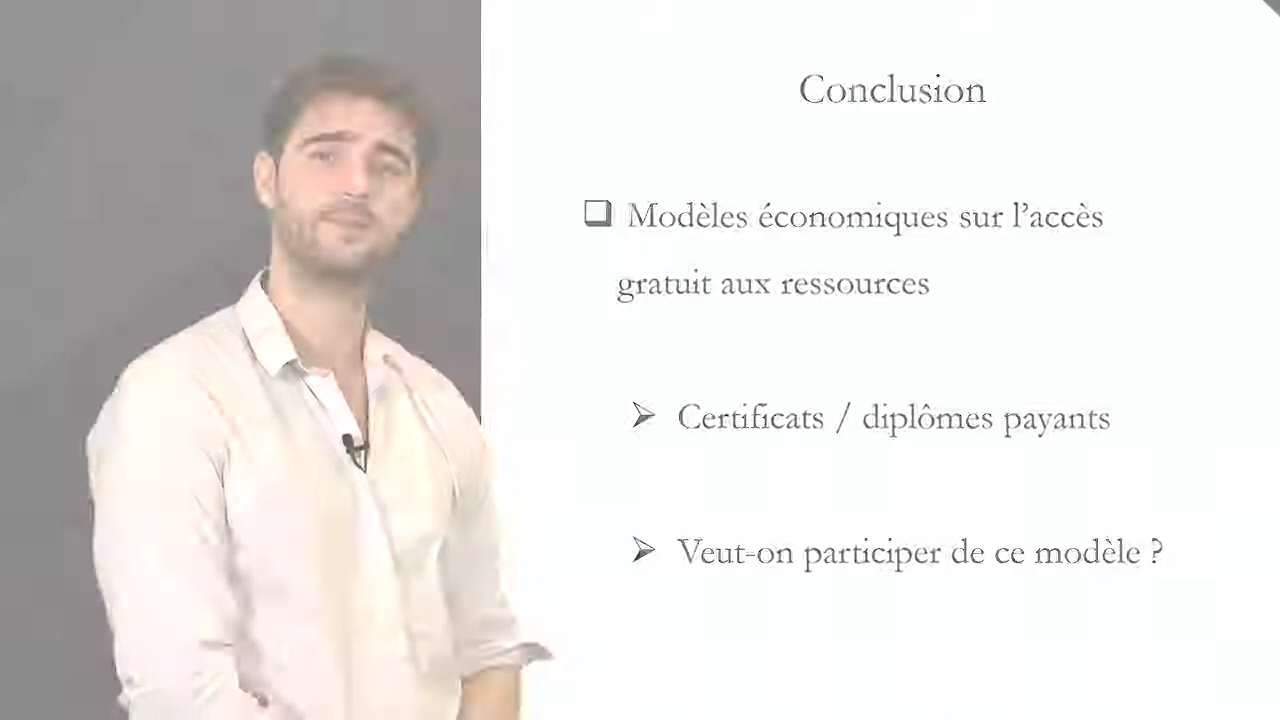 Conclusion
❑ Modèles économiques sur l’accès
gratuit aux ressources
➢ Certificats / diplômes payants
➢ Veut-on participer de ce modèle ?